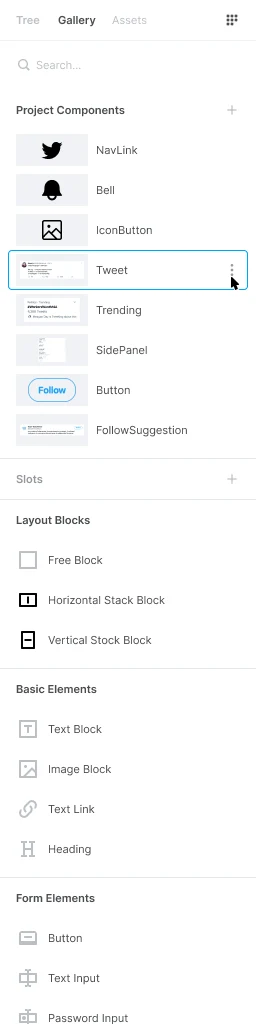 Tree Gallery Assets
Search...
Project Components
NavLink
Bell
IconButton
Tweet
Trending
SidePanel
Follow
Button
FollowSuggestion
Slots
Layout Blocks
Free Block
Horizontal Stack Block
Vertical Stock Block
Basic Elements
Text Block
Image Block
Text Link
Heading
Form Elements
Button
Text Input
Password Input